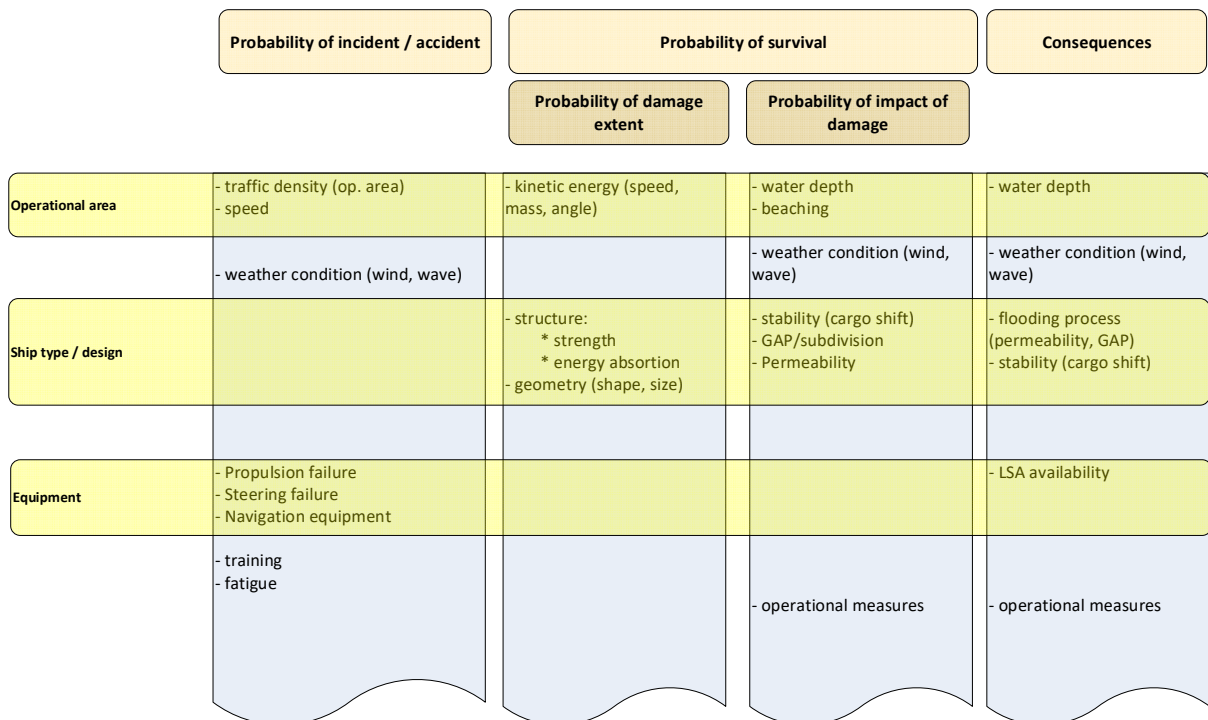 Probability of incident / accident
Probability of survival
Consequences
Probability of damage
extent
Probability of impact of
damage
Operational area
- traffic density (op. area)
- speed
- kinetic energy (speed,
mass, angle)
- water depth
- beaching
- water depth
- weather condition (wind, wave)
- weather condition (wind,
wave)
- weather condition (wind,
wave)
Ship type / design
- structure:
* strength
* energy absortion
- geometry (shape, size)
- stability (cargo shift)
- GAP/subdivision
- Permeability
- flooding process
(permeability, GAP)
- stability (cargo shift)
Equipment
- Propulsion failure
- Steering failure
- Navigation equipment
- LSA availability
- training
- fatigue
- operational measures
- operational measures